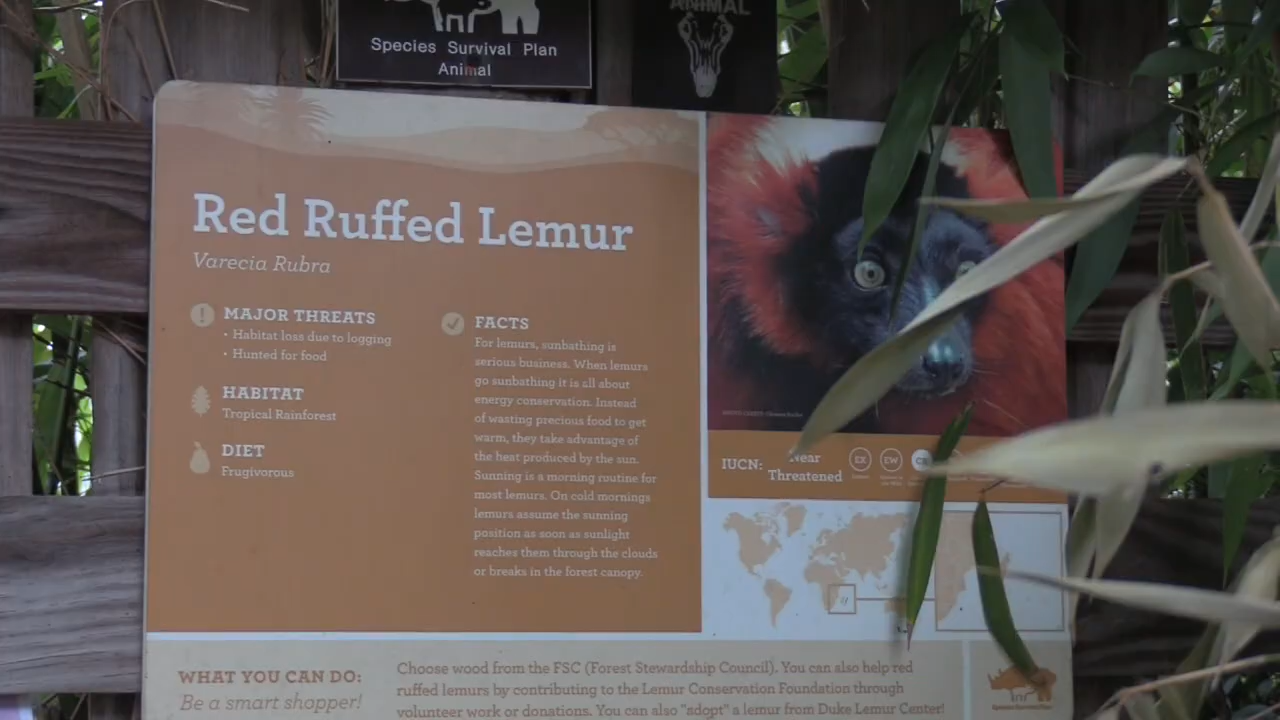 Species Survival Plan
Animal
ANIMAL
Red Ruffed Lemur
Varecia Rubra
MAJOR THREATS
• Habitat loss due to logging
• Hunted for food
HABITAT
Tropical Rainforest
DIET
Frugivorous
FACTS
For lemurs, sunbathing is
serious business. When lemurs
go sunbathing it is all about
energy conservation. Instead
of wasting precious food to get
warm, they take advantage of
the heat produced by the sun.
Sunning is a morning routine for
most lemurs. On cold mornings
lemurs assume the sunning
position as soon as sunlight
reaches them through the clouds
or breaks in the forest canopy.
IUCN:
Near
Threatened
EX
EW
WHAT YOU CAN DO:
Be a smart shopper!
Choose wood from the FSC (Forest Stewardship Council). You can also help red
ruffed lemurs by contributing to the Lemur Conservation Foundation through
volunteer work or donations. You can also "adopt" a lemur from Duke Lemur Center!